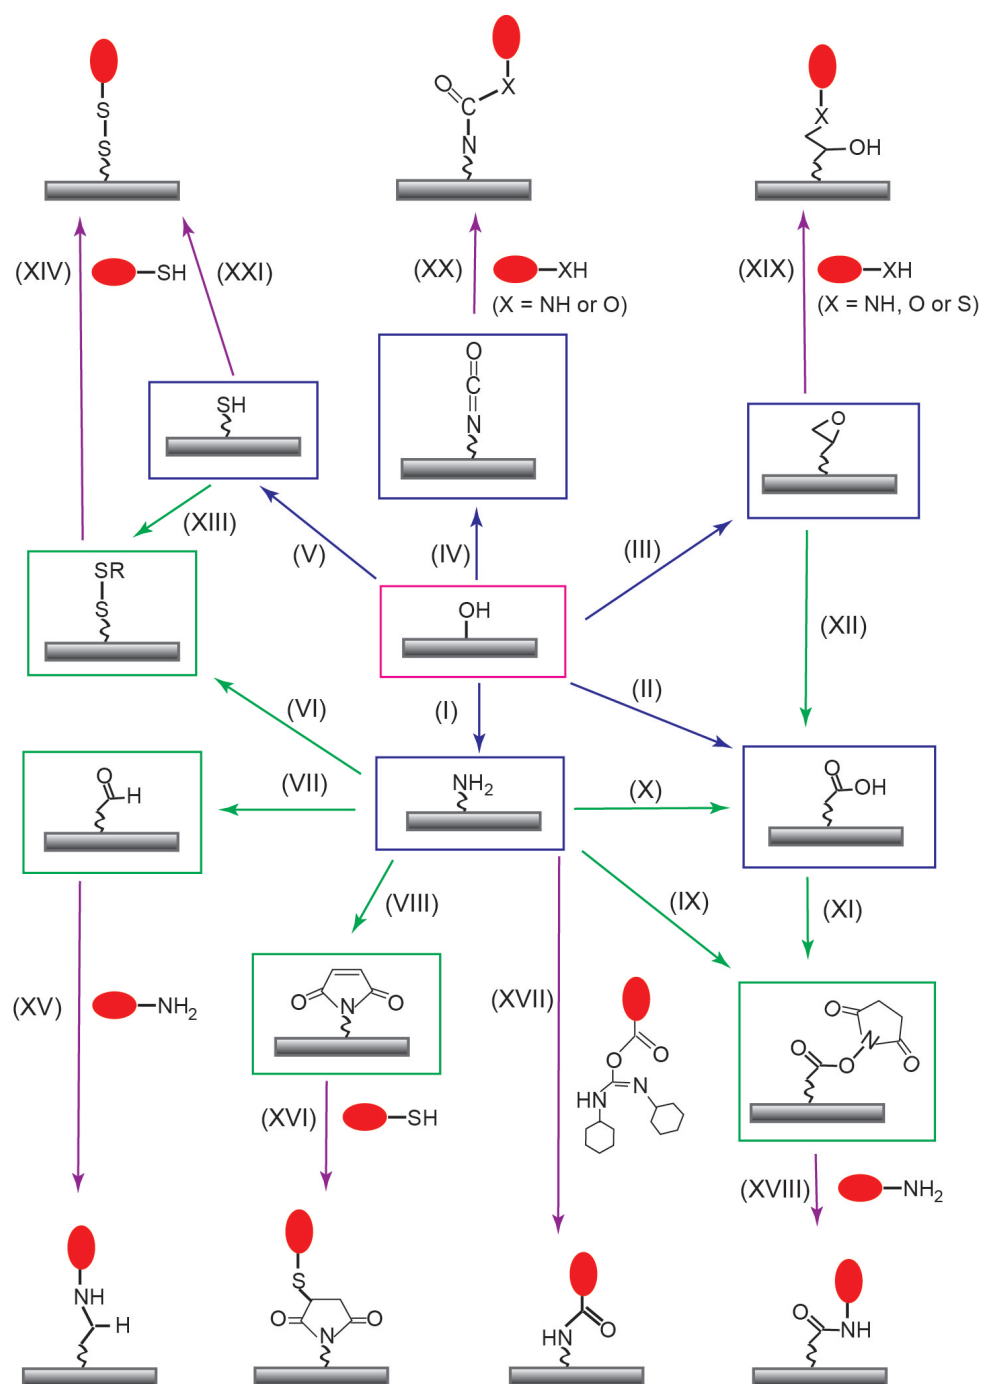 S
S
O
C
X
N
X
OH
(XIV)
SH
(XXI)
(XX)
XH
(X = NH or O)
(XIX)
XH
(X = NH, O or S)
SH
O
C
N
O
(XIII)
(V)
(IV)
(III)
SR
S
OH
(XII)
(VI)
(I)
(II)
O
H
(VII)
NH2
(X)
O
OH
(VIII)
(IX)
(XI)
O
N
O
(XV)
NH2
(XVII)
O
O
HN
N
O
O
N
O
O
(XVI)
SH
(XVIII)
NH2
NH
H
S
O
N
O
HN
O
O
NH